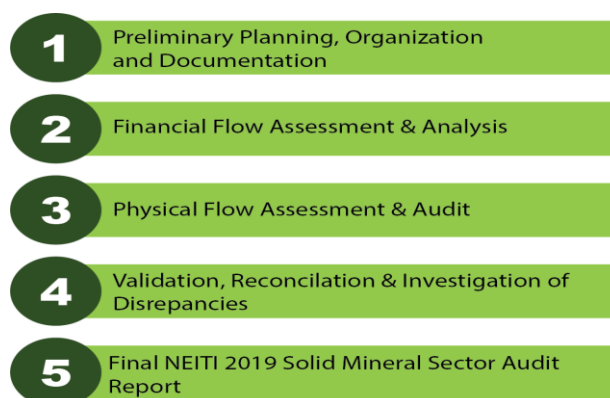 1
Preliminary Planning, Organization
and Documentation
2
Financial Flow Assessment & Analysis
3
Physical Flow Assessment & Audit
4
Validation, Reconcilation & Investigation of
Disrepancies
5
Final NEITI 2019 Solid Mineral Sector Audit
Report